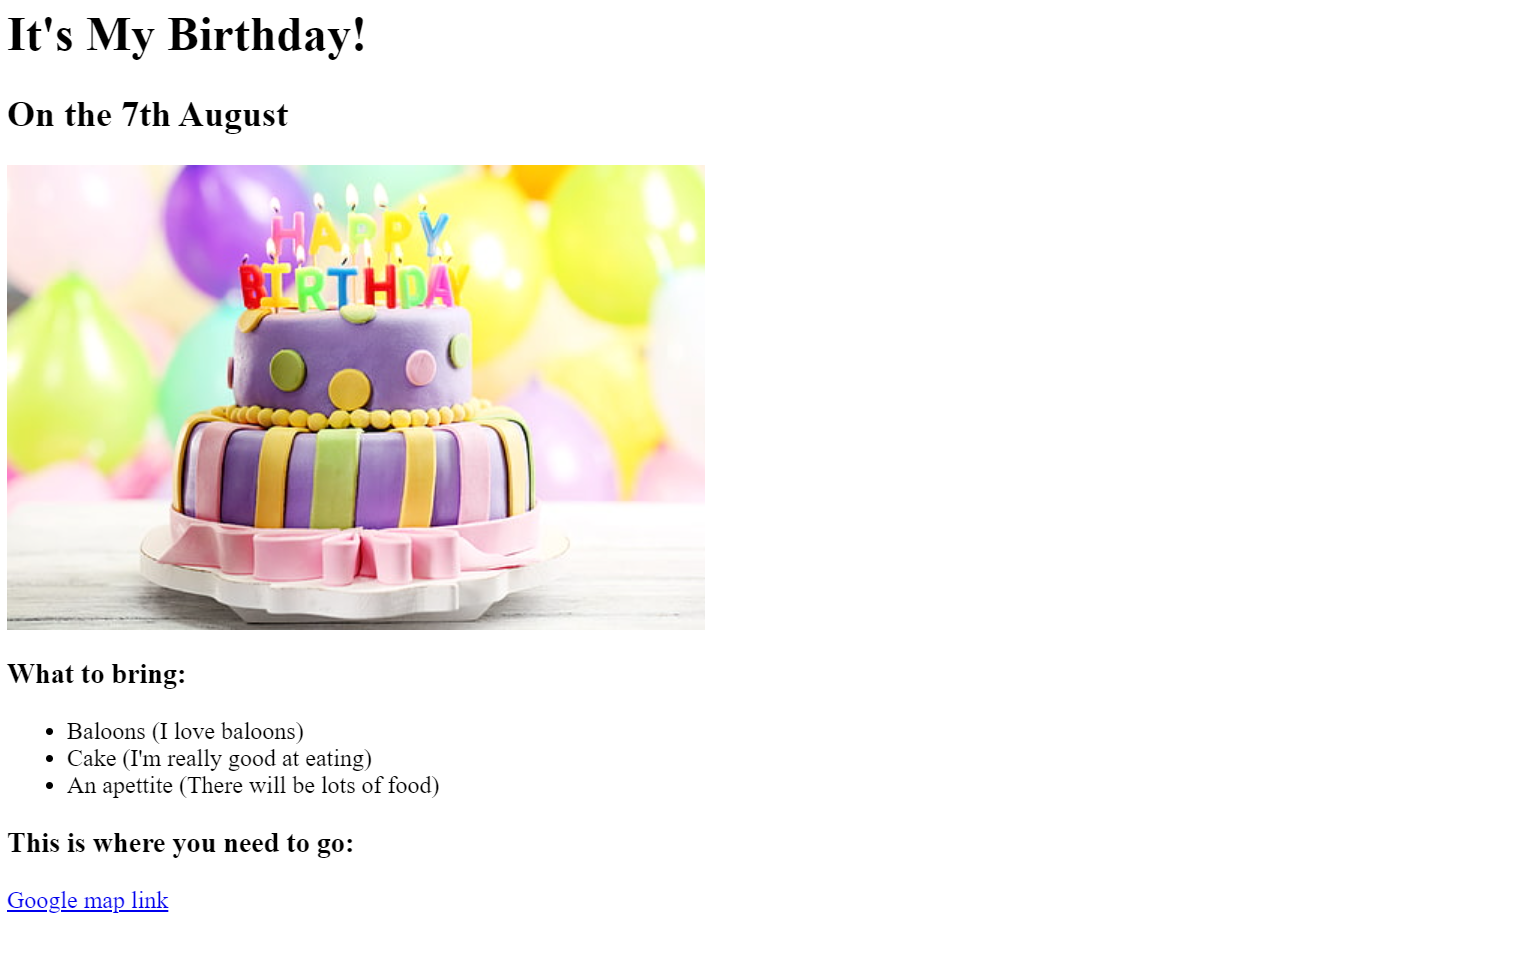 It's My Birthday!
On the 7th August
HAPPY
BIRTHDAY
What to bring:
Baloons (I love baloons)
Cake (I'm really good at eating)
An apettite (There will be lots of food)
This is where you need to go:
Google map link